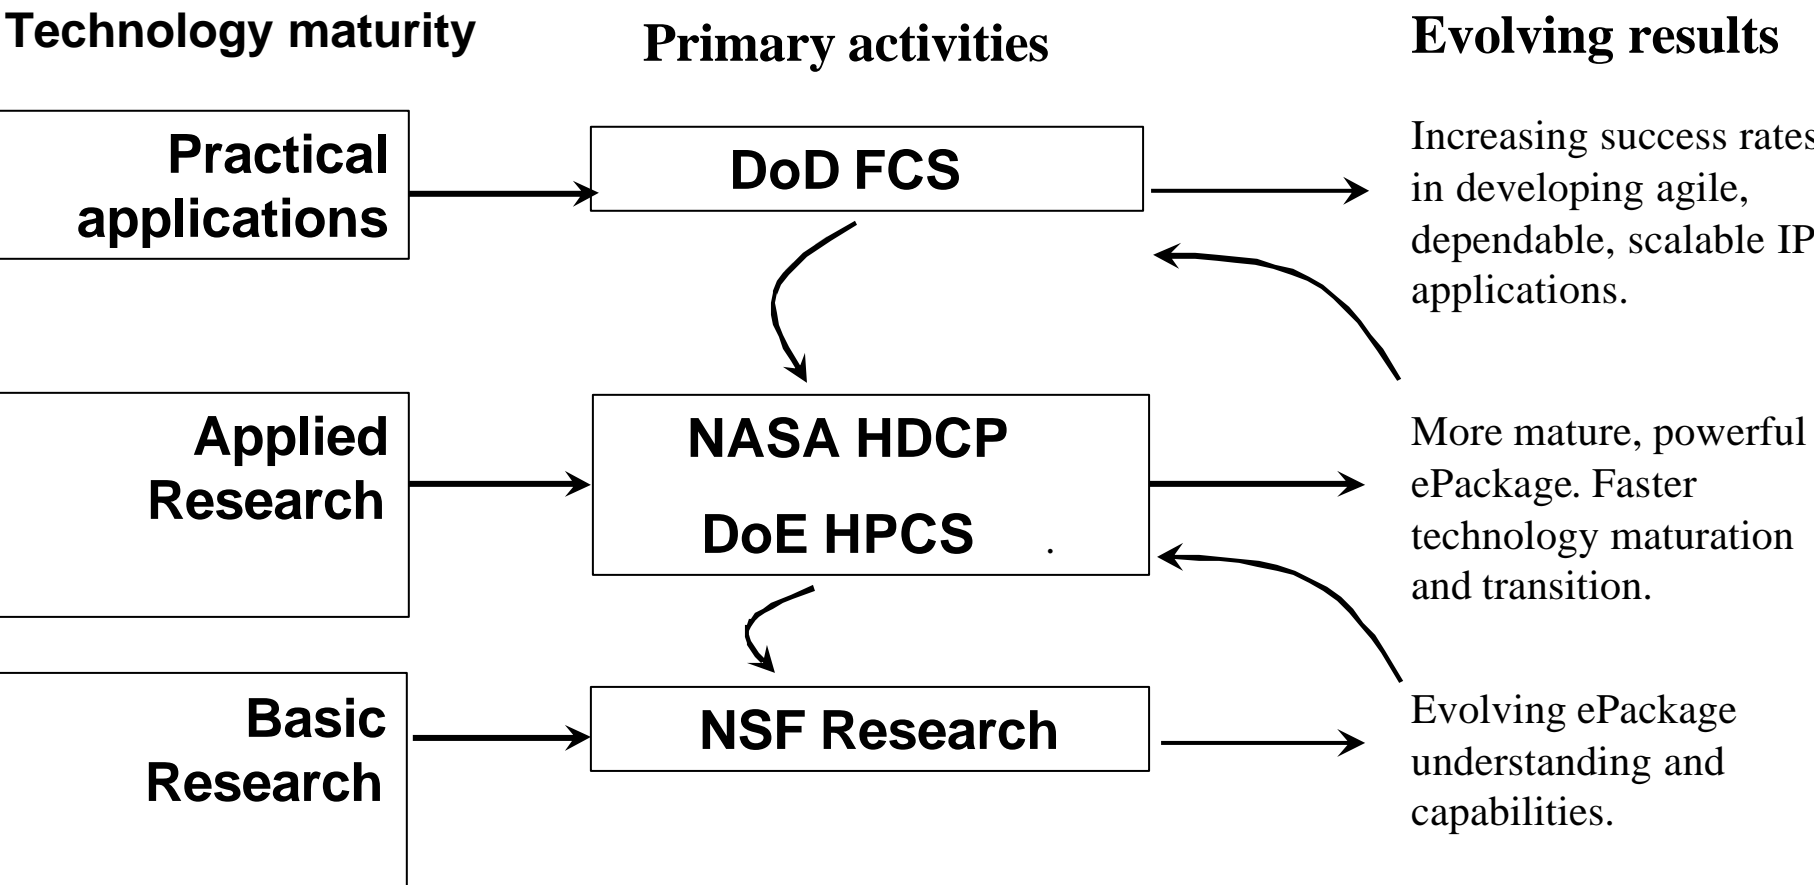 Technology maturity
Primary activities
Evolving results
Practical
applications
DoD FCS
Increasing success rates
in developing agile,
dependable, scalable IP
applications.
Applied
Research
NASA HDCP
DoE HPCS .
More mature, powerful
ePackage. Faster
technology maturation
and transition.
Basic
Research
NSF Research
Evolving ePackage
understanding and
capabilities.